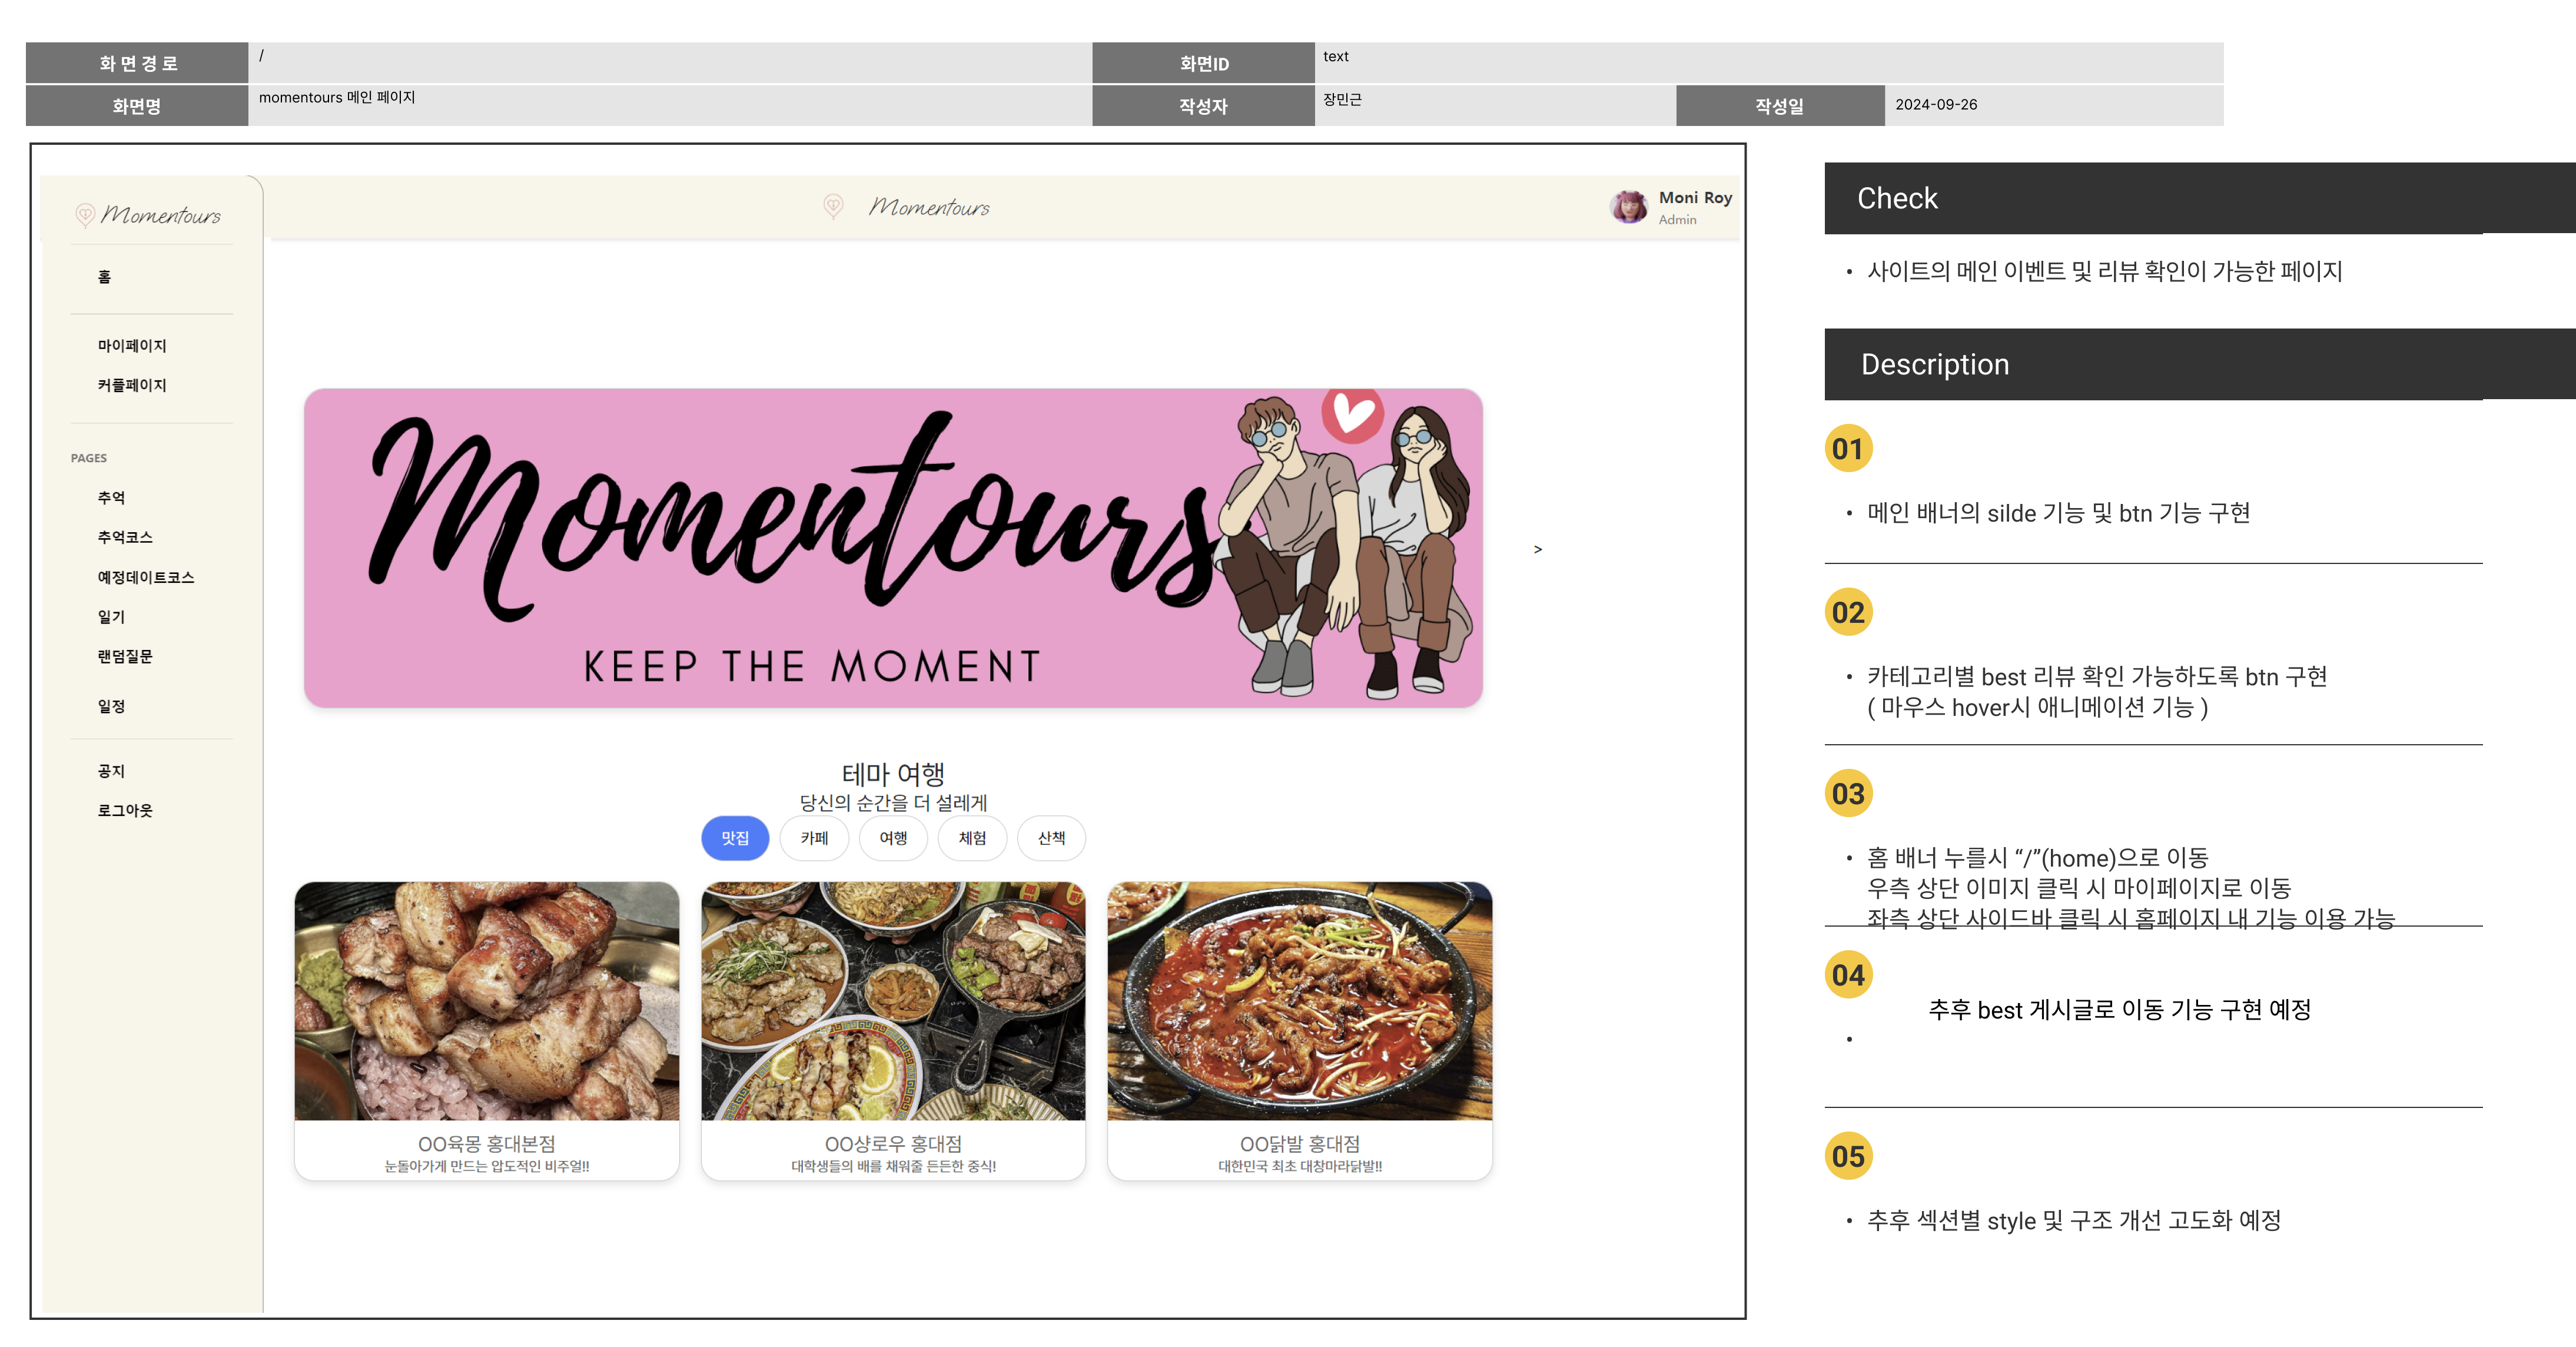 화 면 경 로
/
화면ID
text
화면명
momentours 메인 페이지
작성자
장민근
작성일
2024-09-26
Momentours
Momentours
Moni Roy
Admin
홈
마이페이지
커플페이지
PAGES
추억
추억코스
예정데이트코스
일기
랜덤질문
일정
공지
로그아웃
Momentours
KEEP THE MOMENT
>
테마 여행
당신의 순간을 더 설레게
맛집
카페
여행
체험
산책
OO육몽 홍대본점
눈돌아가게 만드는 압도적인 비주얼!!
OO샹로우 홍대점
대학생들의 배를 채워줄 든든한 중식!
OO닭발 홍대점
대한민국 최초 대창마라닭발!!
Check
• 사이트의 메인 이벤트 및 리뷰 확인이 가능한 페이지
Description
01
• 메인 배너의 silde 기능 및 btn 기능 구현
02
• 카테고리별 best 리뷰 확인 가능하도록 btn 구현
( 마우스 hover시 애니메이션 기능 )
03
• 홈 배너 누를시 “/”(home)으로 이동
우측 상단 이미지 클릭 시 마이페이지로 이동
좌측 상단 사이드바 클릭 시 홈페이지 내 기능 이용 가능
04
추후 best 게시글로 이동 기능 구현 예정
•
05
• 추후 섹션별 style 및 구조 개선 고도화 예정